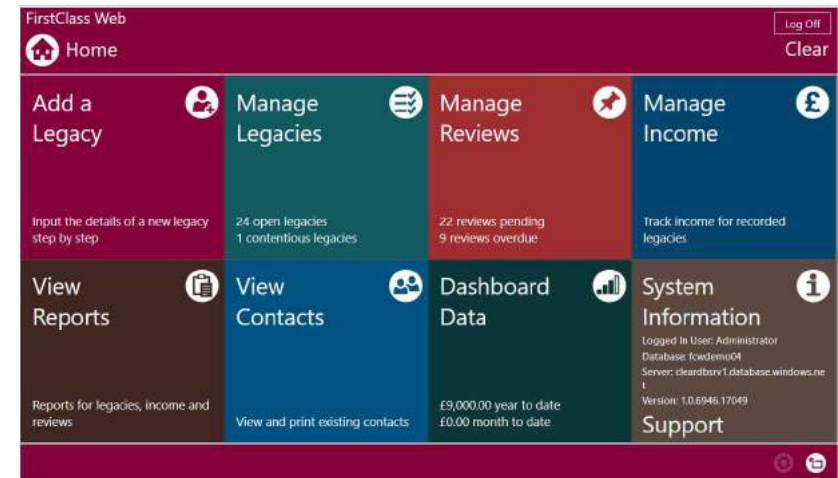 FirstClass Web
Log Off
Home
Clear
Add a
Legacy
Input the details of a new legacy
step by step
Manage
Legacies
24 open legacies
1 contentious legacies
Manage
Reviews
22 reviews pending
9 reviews overdue
Manage
Income
£
Track income for recorded
legacies
View
Reports
Reports for legacies, income and
reviews
View
Contacts
View and print existing contacts
Dashboard
Data
£9,000.00 year to date
£0.00 month to date
System
Information
i
Logged In User: Administrator
Database: fcwdemo04
Server: cleardbsrv1.database.windows.ne
t
Version: 1.0.6946.17049
Support